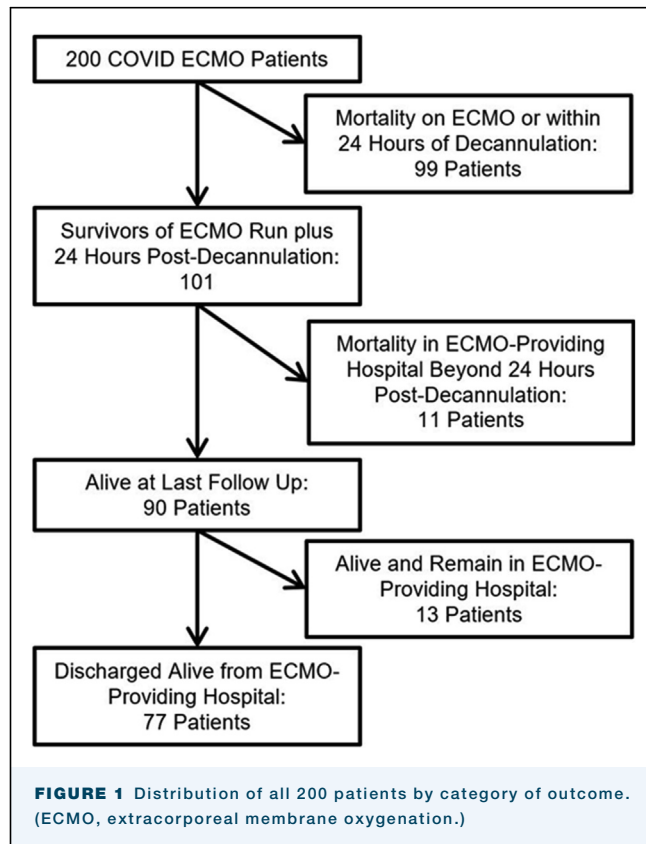 200 COVID ECMO Patients
Mortality on ECMO or within
24 Hours of Decannulation:
99 Patients
Survivors of ECMO Run plus
24 Hours Post-Decannulation:
101
Mortality in ECMO-Providing
Hospital Beyond 24 Hours
Post-Decannulation:
11 Patients
Alive at Last Follow Up:
90 Patients
Alive and Remain in ECMO-
Providing Hospital:
13 Patients
Discharged Alive from ECMO-
Providing Hospital:
77 Patients
FIGURE 1 Distribution of all 200 patients by category of outcome.
(ECMO, extracorporeal membrane oxygenation.)